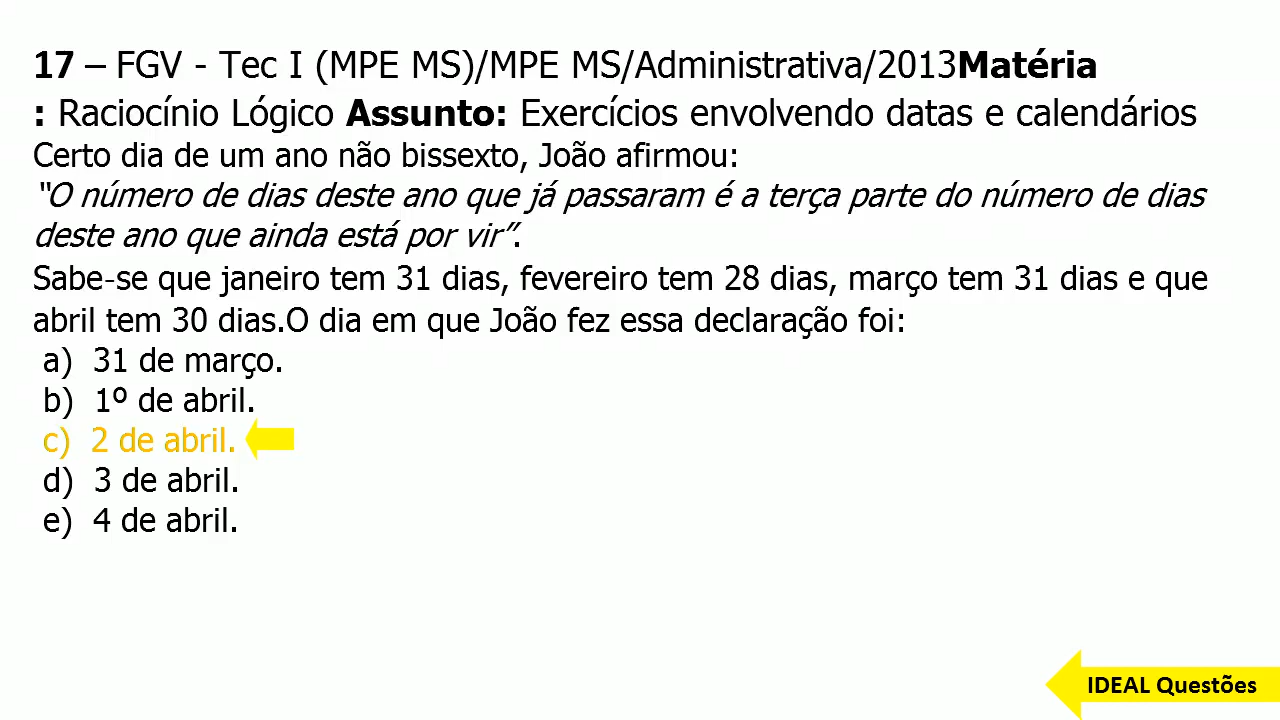 17 – FGV - Tec I (MPE MS)/MPE MS/Administrativa/2013Matéria
: Raciocínio Lógico Assunto: Exercícios envolvendo datas e calendários
Certo dia de um ano não bissexto, João afirmou:
“O número de dias deste ano que já passaram é a terça parte do número de dias
deste ano que ainda está por vir”.
Sabe-se que janeiro tem 31 dias, fevereiro tem 28 dias, março tem 31 dias e que
abril tem 30 dias.O dia em que João fez essa declaração foi:
a) 31 de março.
b) 1º de abril.
c) 2 de abril.
d) 3 de abril.
e) 4 de abril.
IDEAL Questões